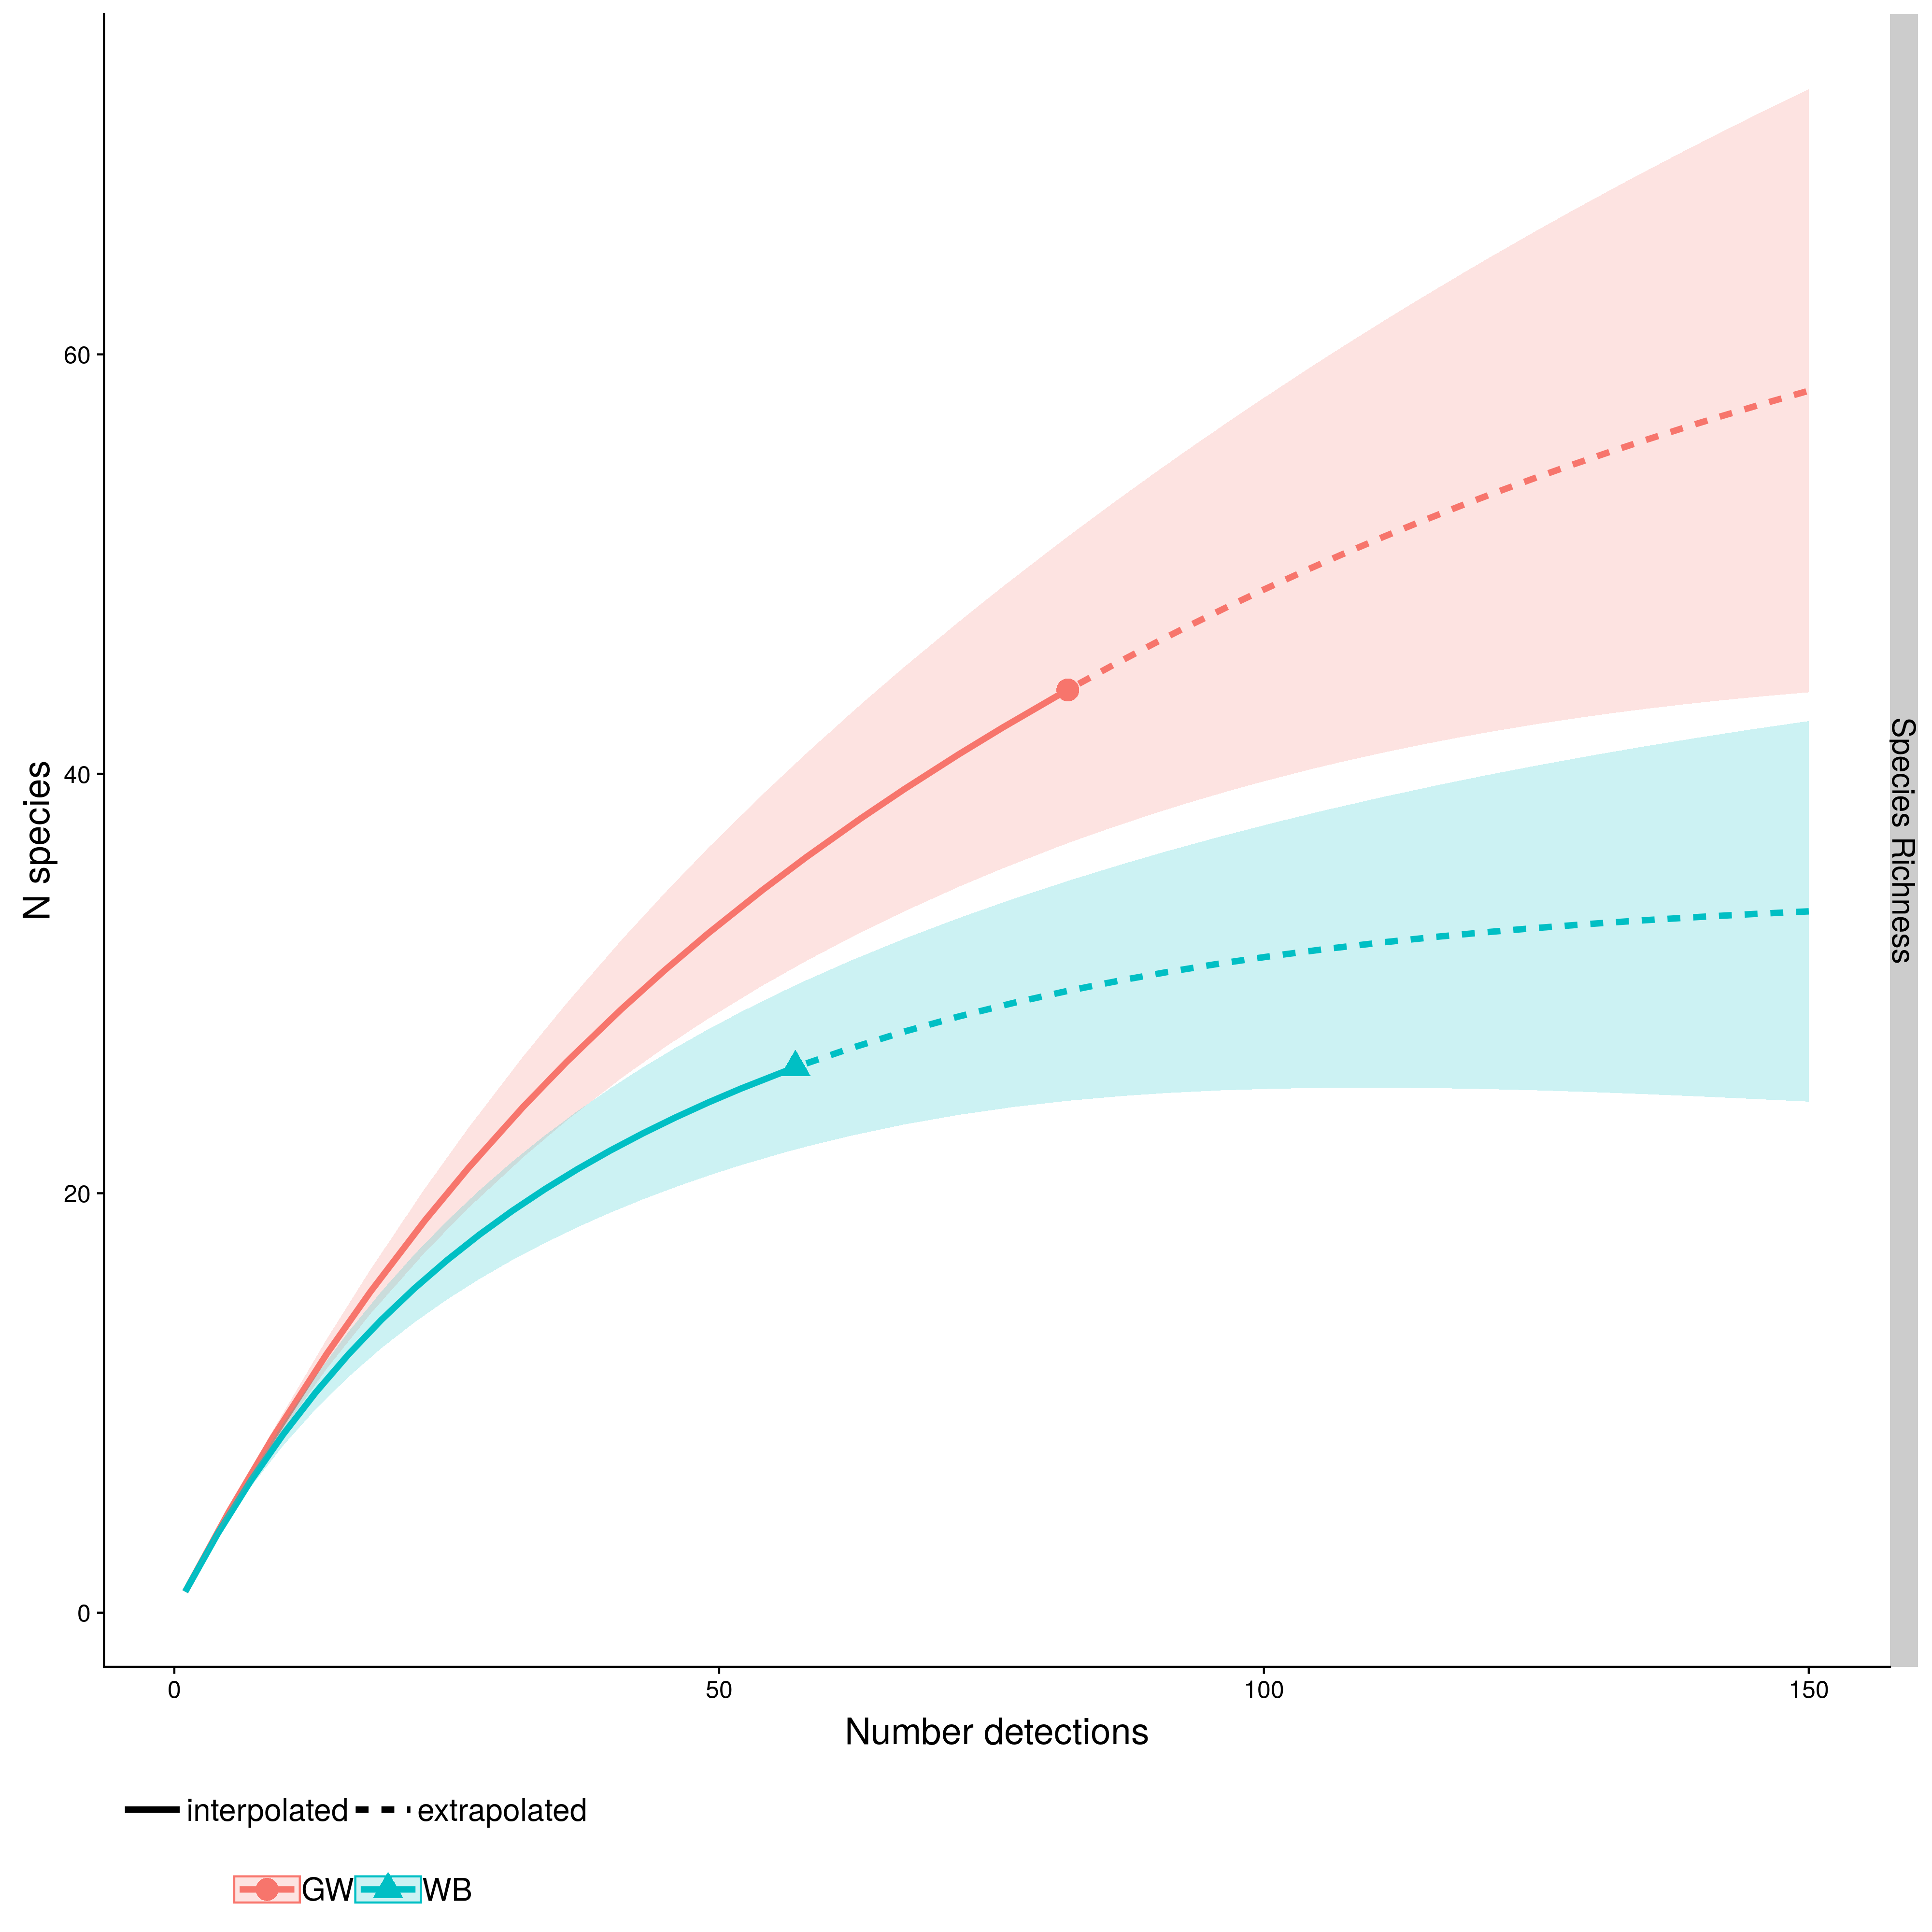 60
40
20
0
N species
0 50 100 150
Number detections
Species Richness
interpolated extrapolated
GW WB